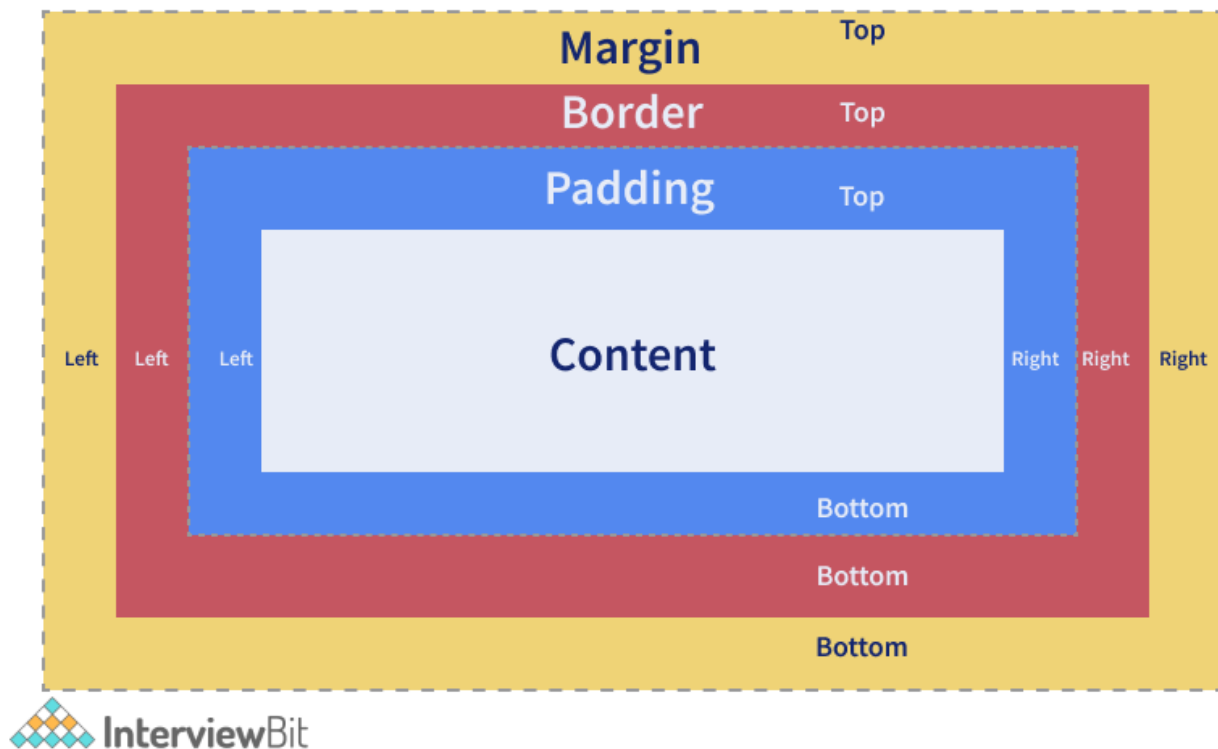 Top
Margin
Border Top
Padding Top
Content
Left Left Left Right Right Right
Bottom
Bottom
Bottom
InterviewBit